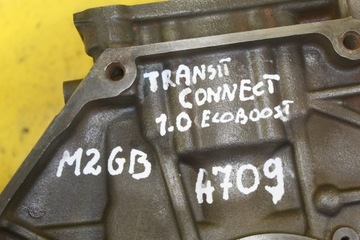 TRANSIT
CONNECT
1.0 ECOBOOST
M2GB
4709